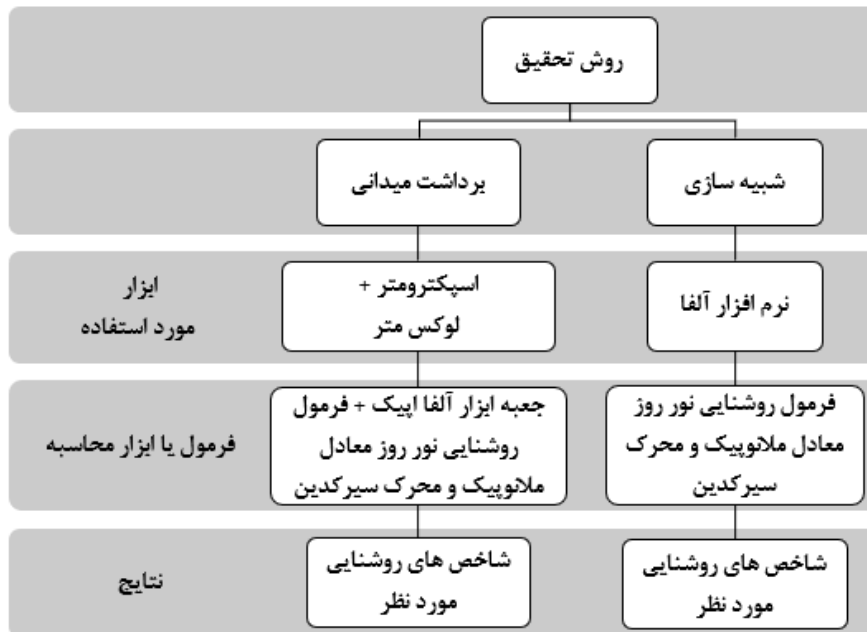 روش تحقیق
شبیه سازی
برداشت میدانی
نرم افزار آلفا
اسپکترومتر +
لوکس متر
ابزار
مورد استفاده
فرمول روشنایی نور روز
معادل ملانوپیک و محرک
سیرکدین
جعبه ابزار آلفا اپیک + فرمول
روشنایی نور روز معادل
ملانوپیک و محرک سیرکدین
فرمول یا ابزار محاسبه
شاخص های روشنایی
مورد نظر
شاخص های روشنایی
مورد نظر
نتایج